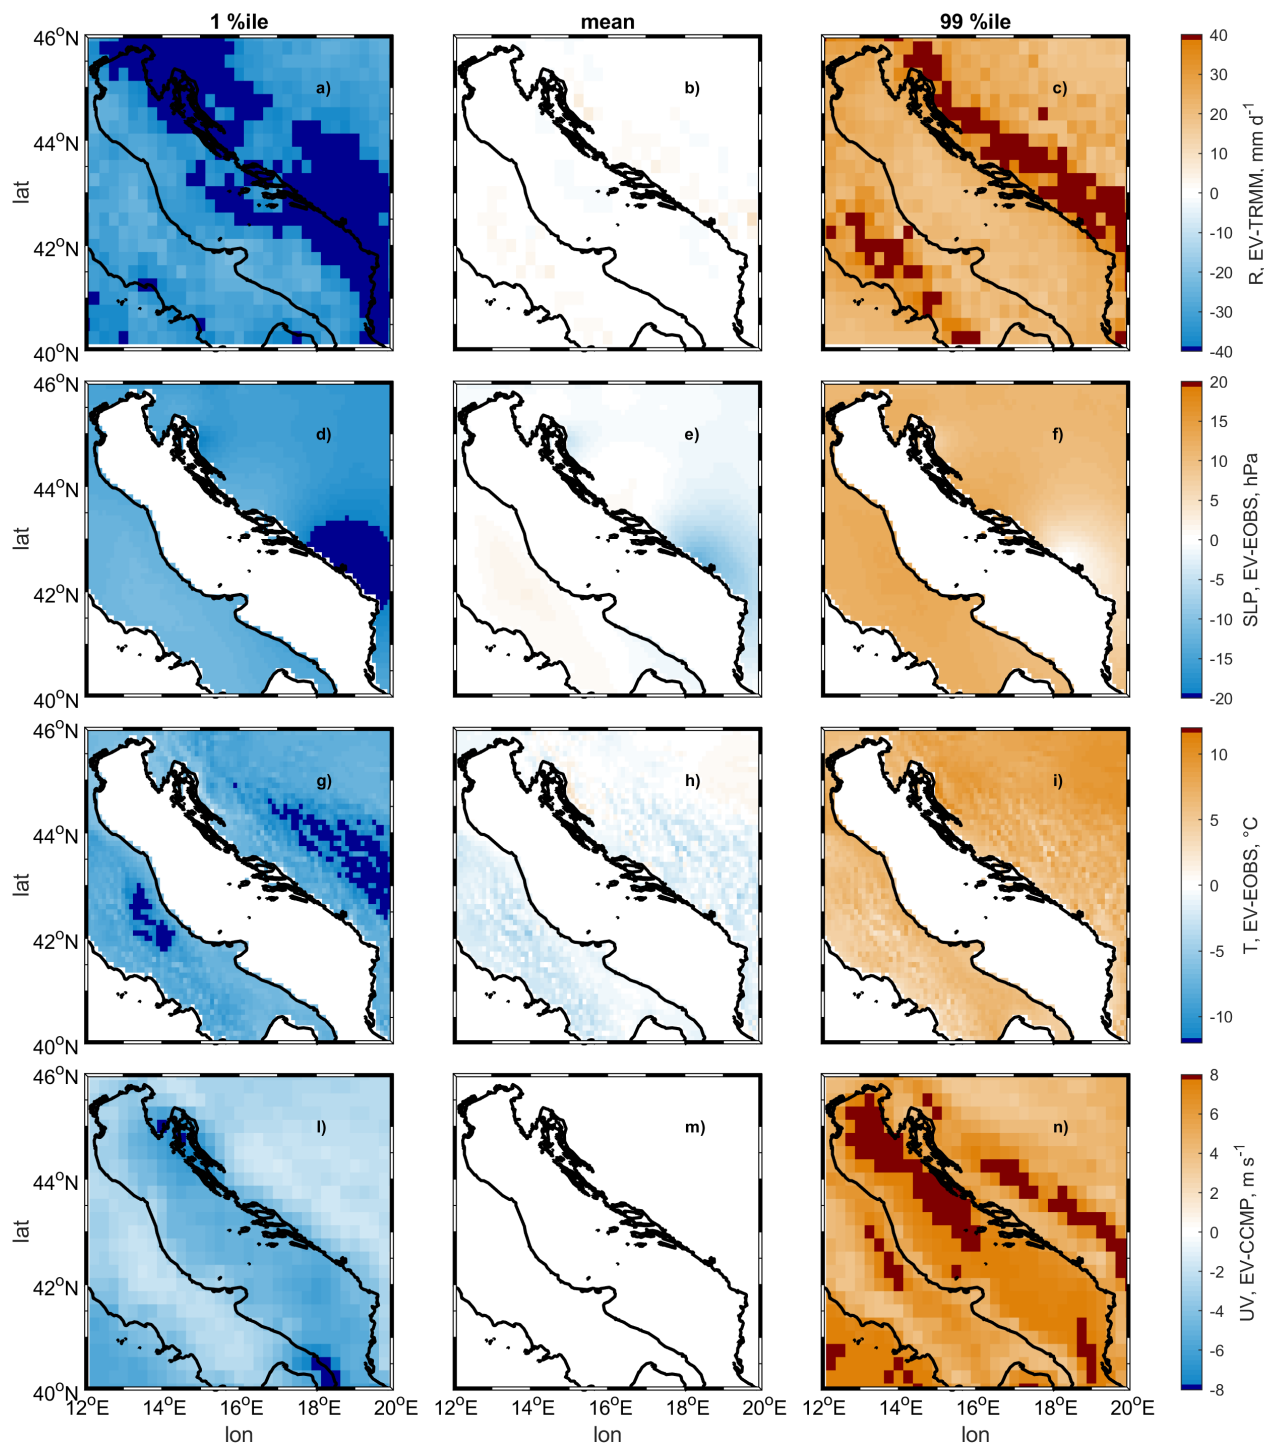 1 %ile mean 99 %ile
46°N 40
a) b) c)
30
44°N 20
10
lat 0 R, EV-TRMM, mm d-1
42°N -10
-20
-30
40°N -40
46°N 20
d) e) f)
15
44°N 10
5
lat 0 SLP, EV-EOBS, hPa
-5
42°N -10
-15
40°N -20
46°N
g) h) i)
10
44°N 5
lat 0 T, EV-EOBS, °C
42°N -5
-10
40°N
46°N 8
l) m) n)
6
44°N 4
2
lat 0 UV, EV-CCMP, m s-1
42°N -2
-4
-6
40°N -8
12°E 14°E 16°E 18°E 20°E 12°E 14°E 16°E 18°E 20°E 12°E 14°E 16°E 18°E 20°E
lon lon lon